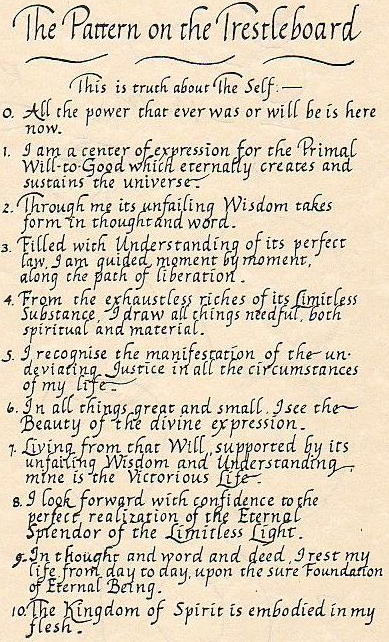 The Pattern on the Trestleboard
This is truth about The Self:—
0. All the power that ever was or will be is here
now.
1. I am a center of expression for the Primal
Will-to-Good which eternally creates and
sustains the universe.
2. Through me its unfailing Wisdom takes
form in thought and word.
3. Filled with Understanding of its perfect
law, I am guided, moment by moment,
along the path of liberation.
4. From the exhaustless riches of its Limitless
Substance, I draw all things needful, both
spiritual and material.
5. I recognise the manifestation of the un-
deviating Justice in all the circumstances
of my life.
6. In all things, great and small, I see the
Beauty of the divine expression.
7. Living from that Will, supported by its
unfailing Wisdom and Understanding,
mine is the Victorious Life.
8. I look forward with confidence to the
perfect realization of the Eternal
Splendor of the Limitless Light.
9. In thought and word and deed, I rest my
life, from day to day, upon the sure Foundation
of Eternal Being.
10. The Kingdom of Spirit is embodied in my
flesh.